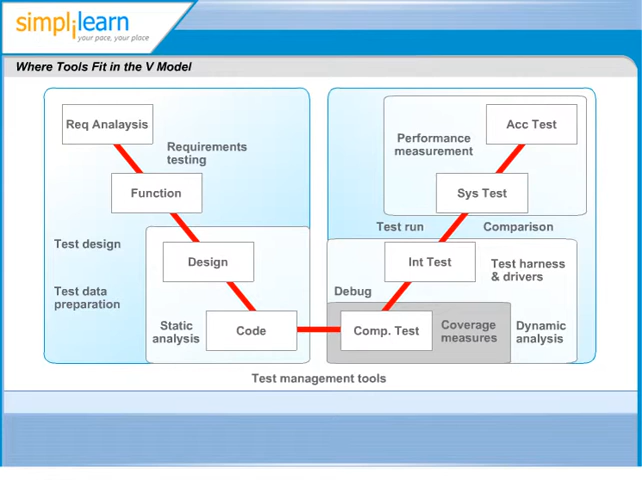 simplilearn
your pace, your place
Where Tools Fit in the V Model
Req Analaysis
Acc Test
Performance
measurement
Requirements
testing
Function
Sys Test
Test run
Comparison
Test design
Design
Int Test
Test harness
& drivers
Test data
preparation
Debug
Static
analysis
Code
Comp. Test
Coverage
measures
Dynamic
analysis
Test management tools